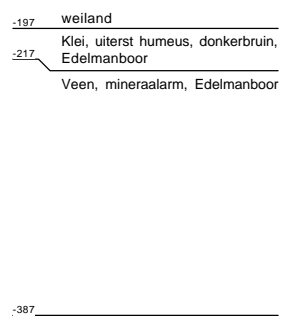 -197 weiland
Klei, uiterst humeus, donkerbruin,
-217 Edelmanboor
Veen, mineraalarm, Edelmanboor
-387